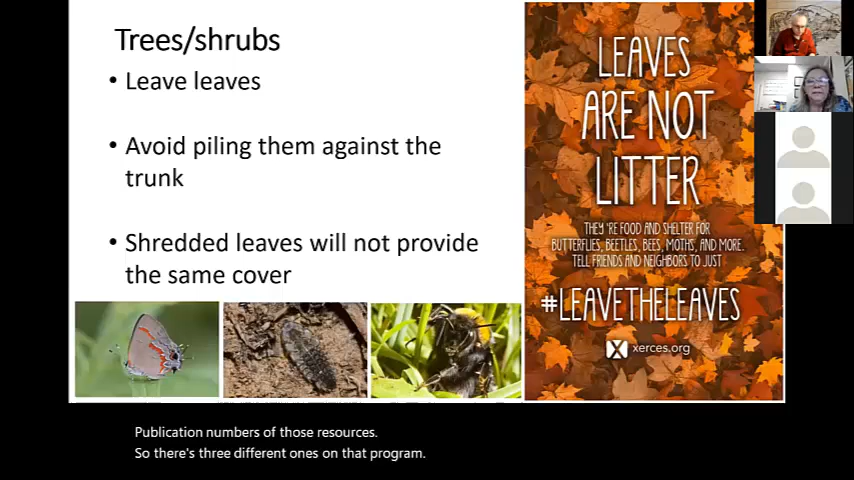 Trees/shrubs
• Leave leaves
• Avoid piling them against the
trunk
• Shredded leaves will not provide
the same cover
LEAVES
ARE NOT
LITTER
THEY'RE FOOD AND SHELTER FOR
BUTTERFLIES, BEETLES, BEES, MOTHS, AND MORE.
TELL FRIENDS AND NEIGHBORS TO JUST
#LEAVETHELEAVES
xerces.org
Publication numbers of those resources.
So there's three different ones on that program.